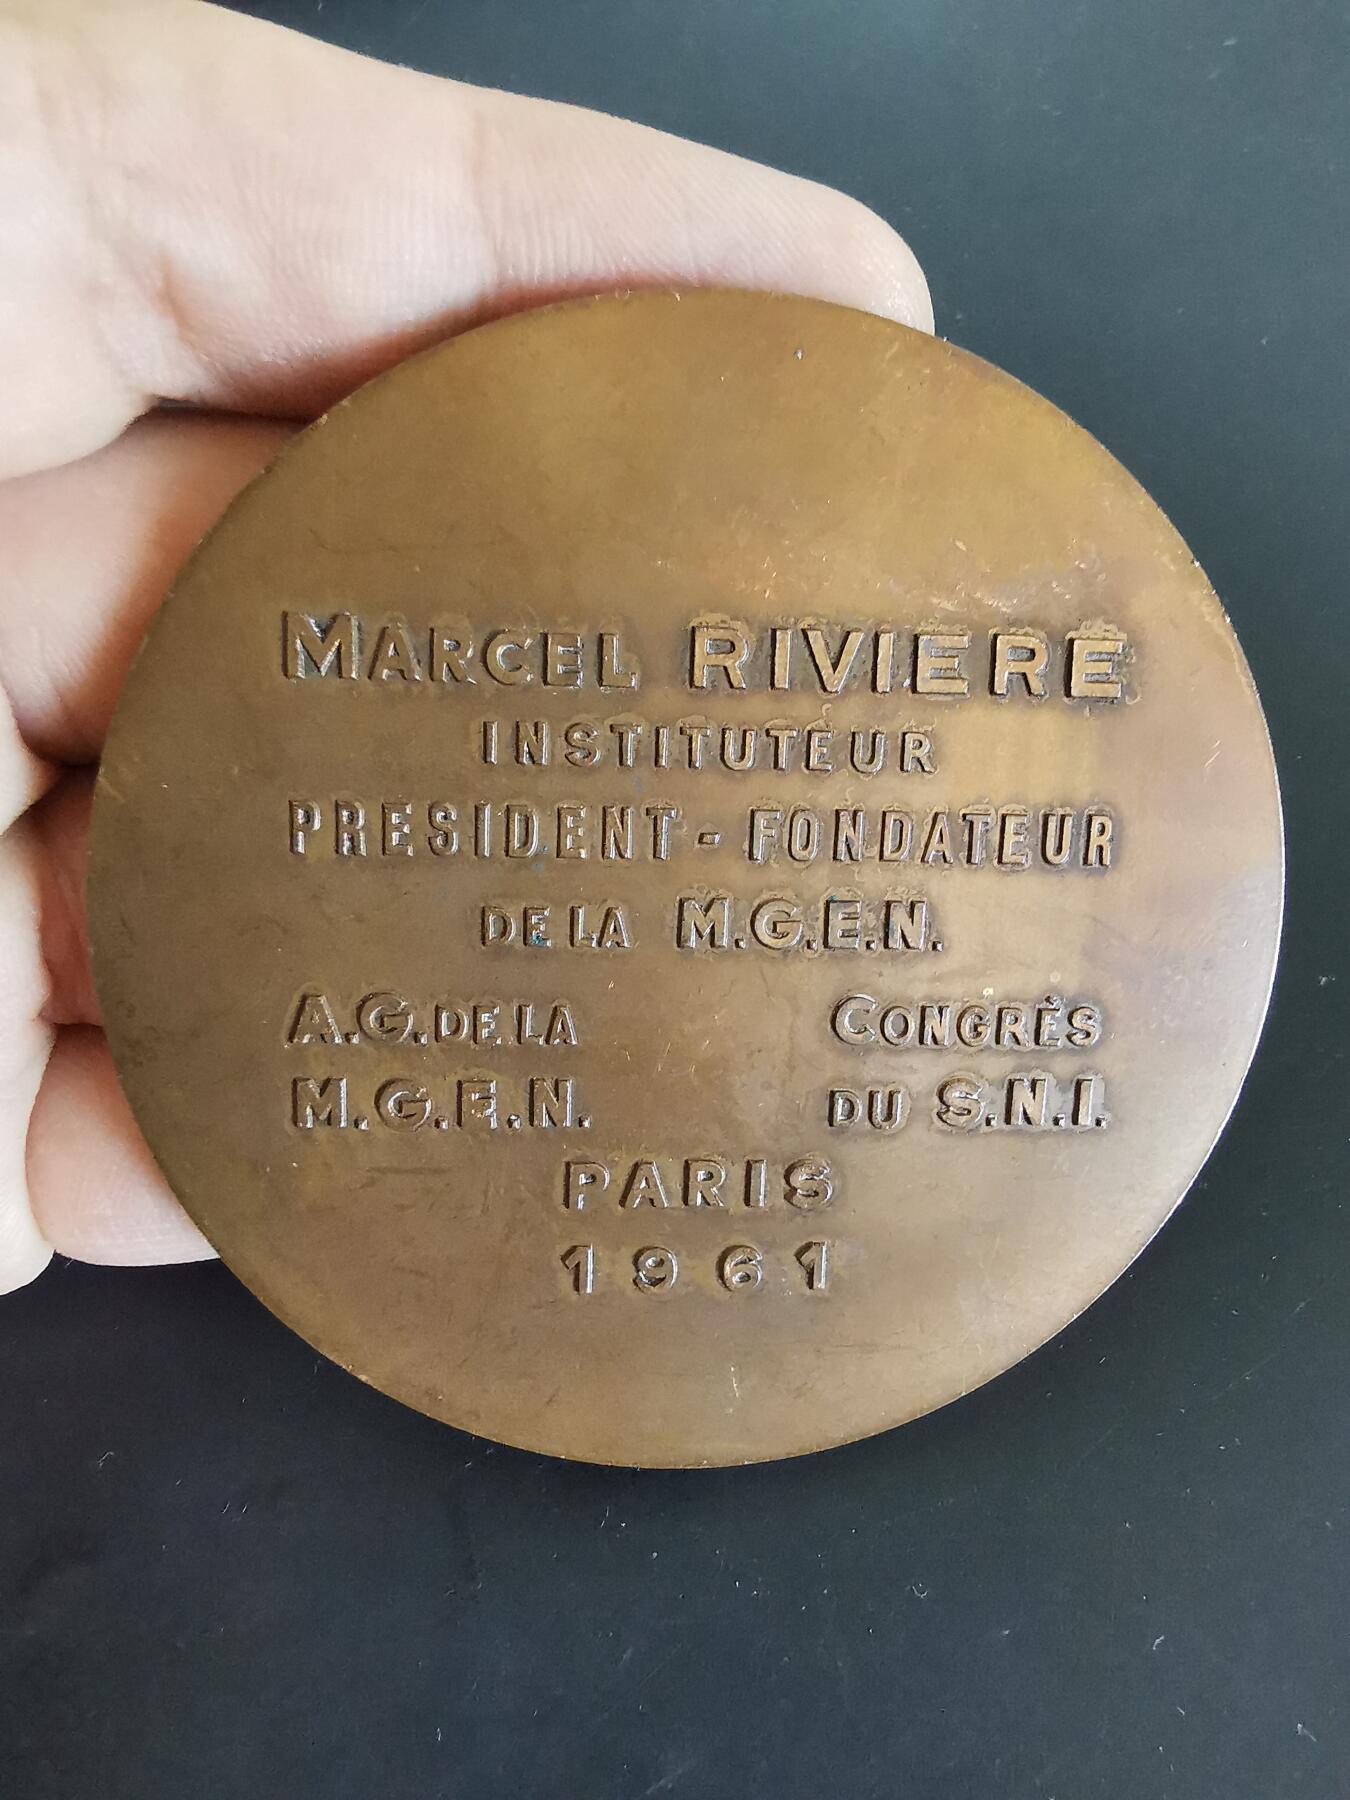 MARCEL RIVIERE
INSTITUTEUR
PRESIDENT - FONDATEUR
DE LA M.G.E.N.
A.G. DE LA
M.G.E.N.
CONGRÈS
DU S.N.I.
PARIS
1961